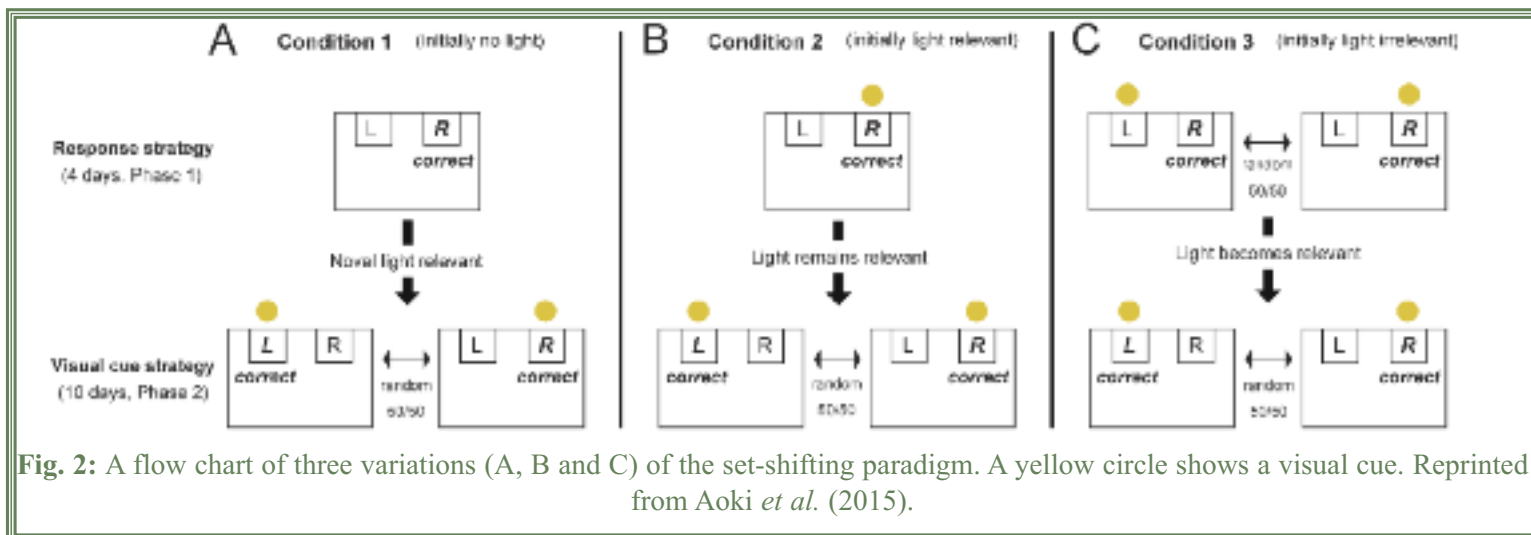 A Condition 1 (initially no light)
B Condition 2 (initially light relevant)
C Condition 3 (initially light irrelevant)
Response strategy
(4 days, Phase 1)
L R
correct
L R
correct
L R
correct
random
50/50
L R
correct
Novel light relevant
Light remains relevant
Light becomes relevant
Visual cue strategy
(10 days, Phase 2)
L R
correct
random
50/50
L R
correct
L R
correct
random
50/50
L R
correct
L R
correct
random
50/50
L R
correct
Fig. 2: A flow chart of three variations (A, B and C) of the set-shifting paradigm. A yellow circle shows a visual cue. Reprinted
from Aoki et al. (2015).